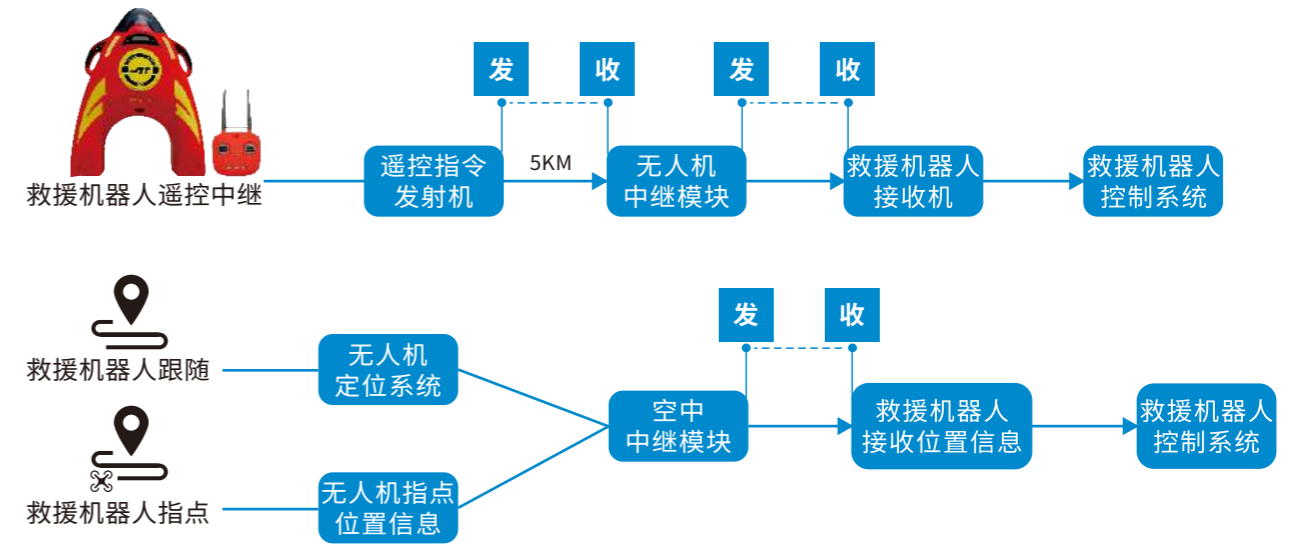 发 收 发 收
救援机器人遥控中继
遥控指令
发射机
5KM
无人机
中继模块
救援机器人
接收机
救援机器人
控制系统
发 收
救援机器人跟随
无人机
定位系统
救援机器人指点
无人机指点
位置信息
空中
中继模块
救援机器人
接收位置信息
救援机器人
控制系统